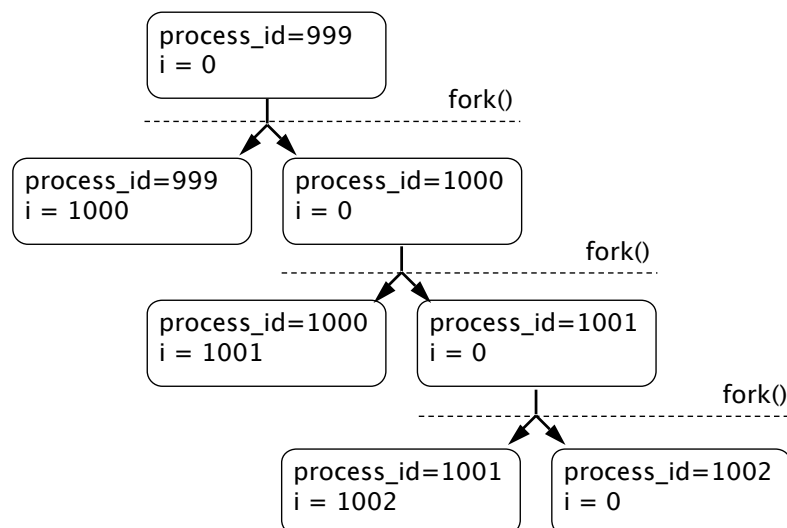 process_id=999
i = 0
fork()
process_id=999
i = 1000
process_id=1000
i = 0
fork()
process_id=1000
i = 1001
process_id=1001
i = 0
fork()
process_id=1001
i = 1002
process_id=1002
i = 0